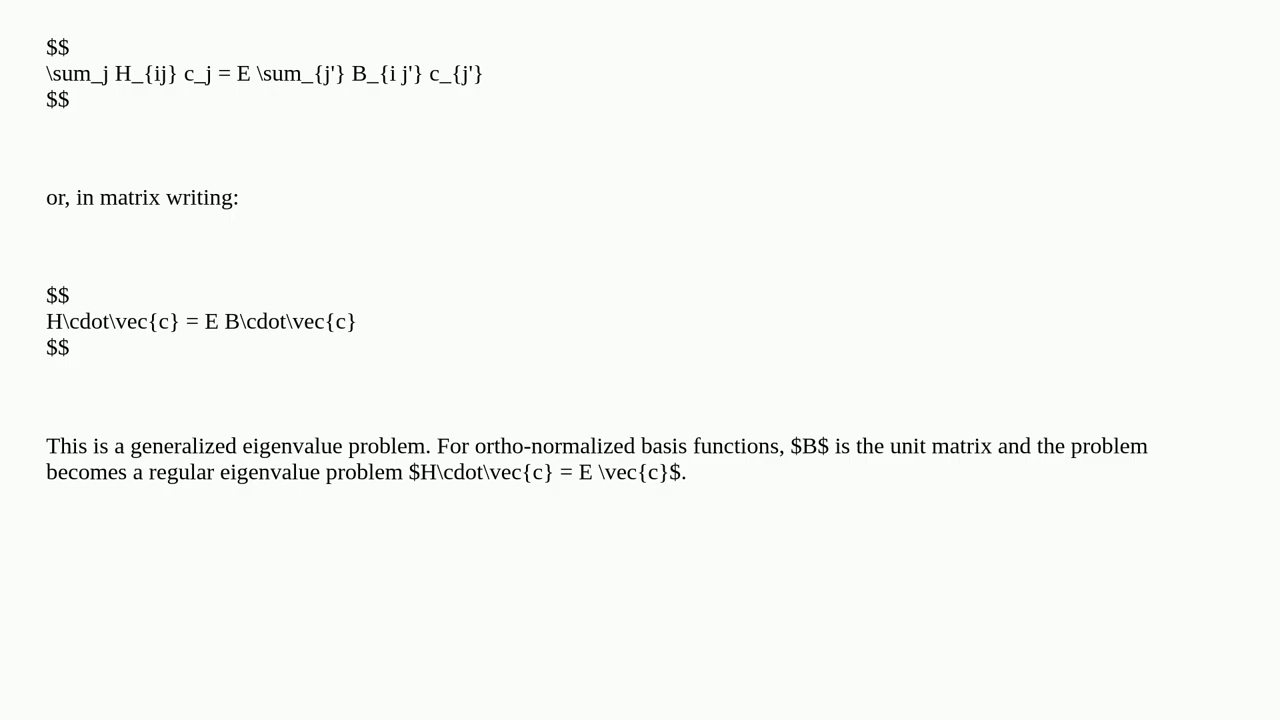 $$
\sum_j H_{ij} c_j = E \sum_{j'} B_{i j'} c_{j'}
$$
or, in matrix writing:
$$
H\cdot\vec{c} = E B\cdot\vec{c}
$$
This is a generalized eigenvalue problem. For ortho-normalized basis functions, $B$ is the unit matrix and the problem
becomes a regular eigenvalue problem $H\cdot\vec{c} = E \vec{c}$.